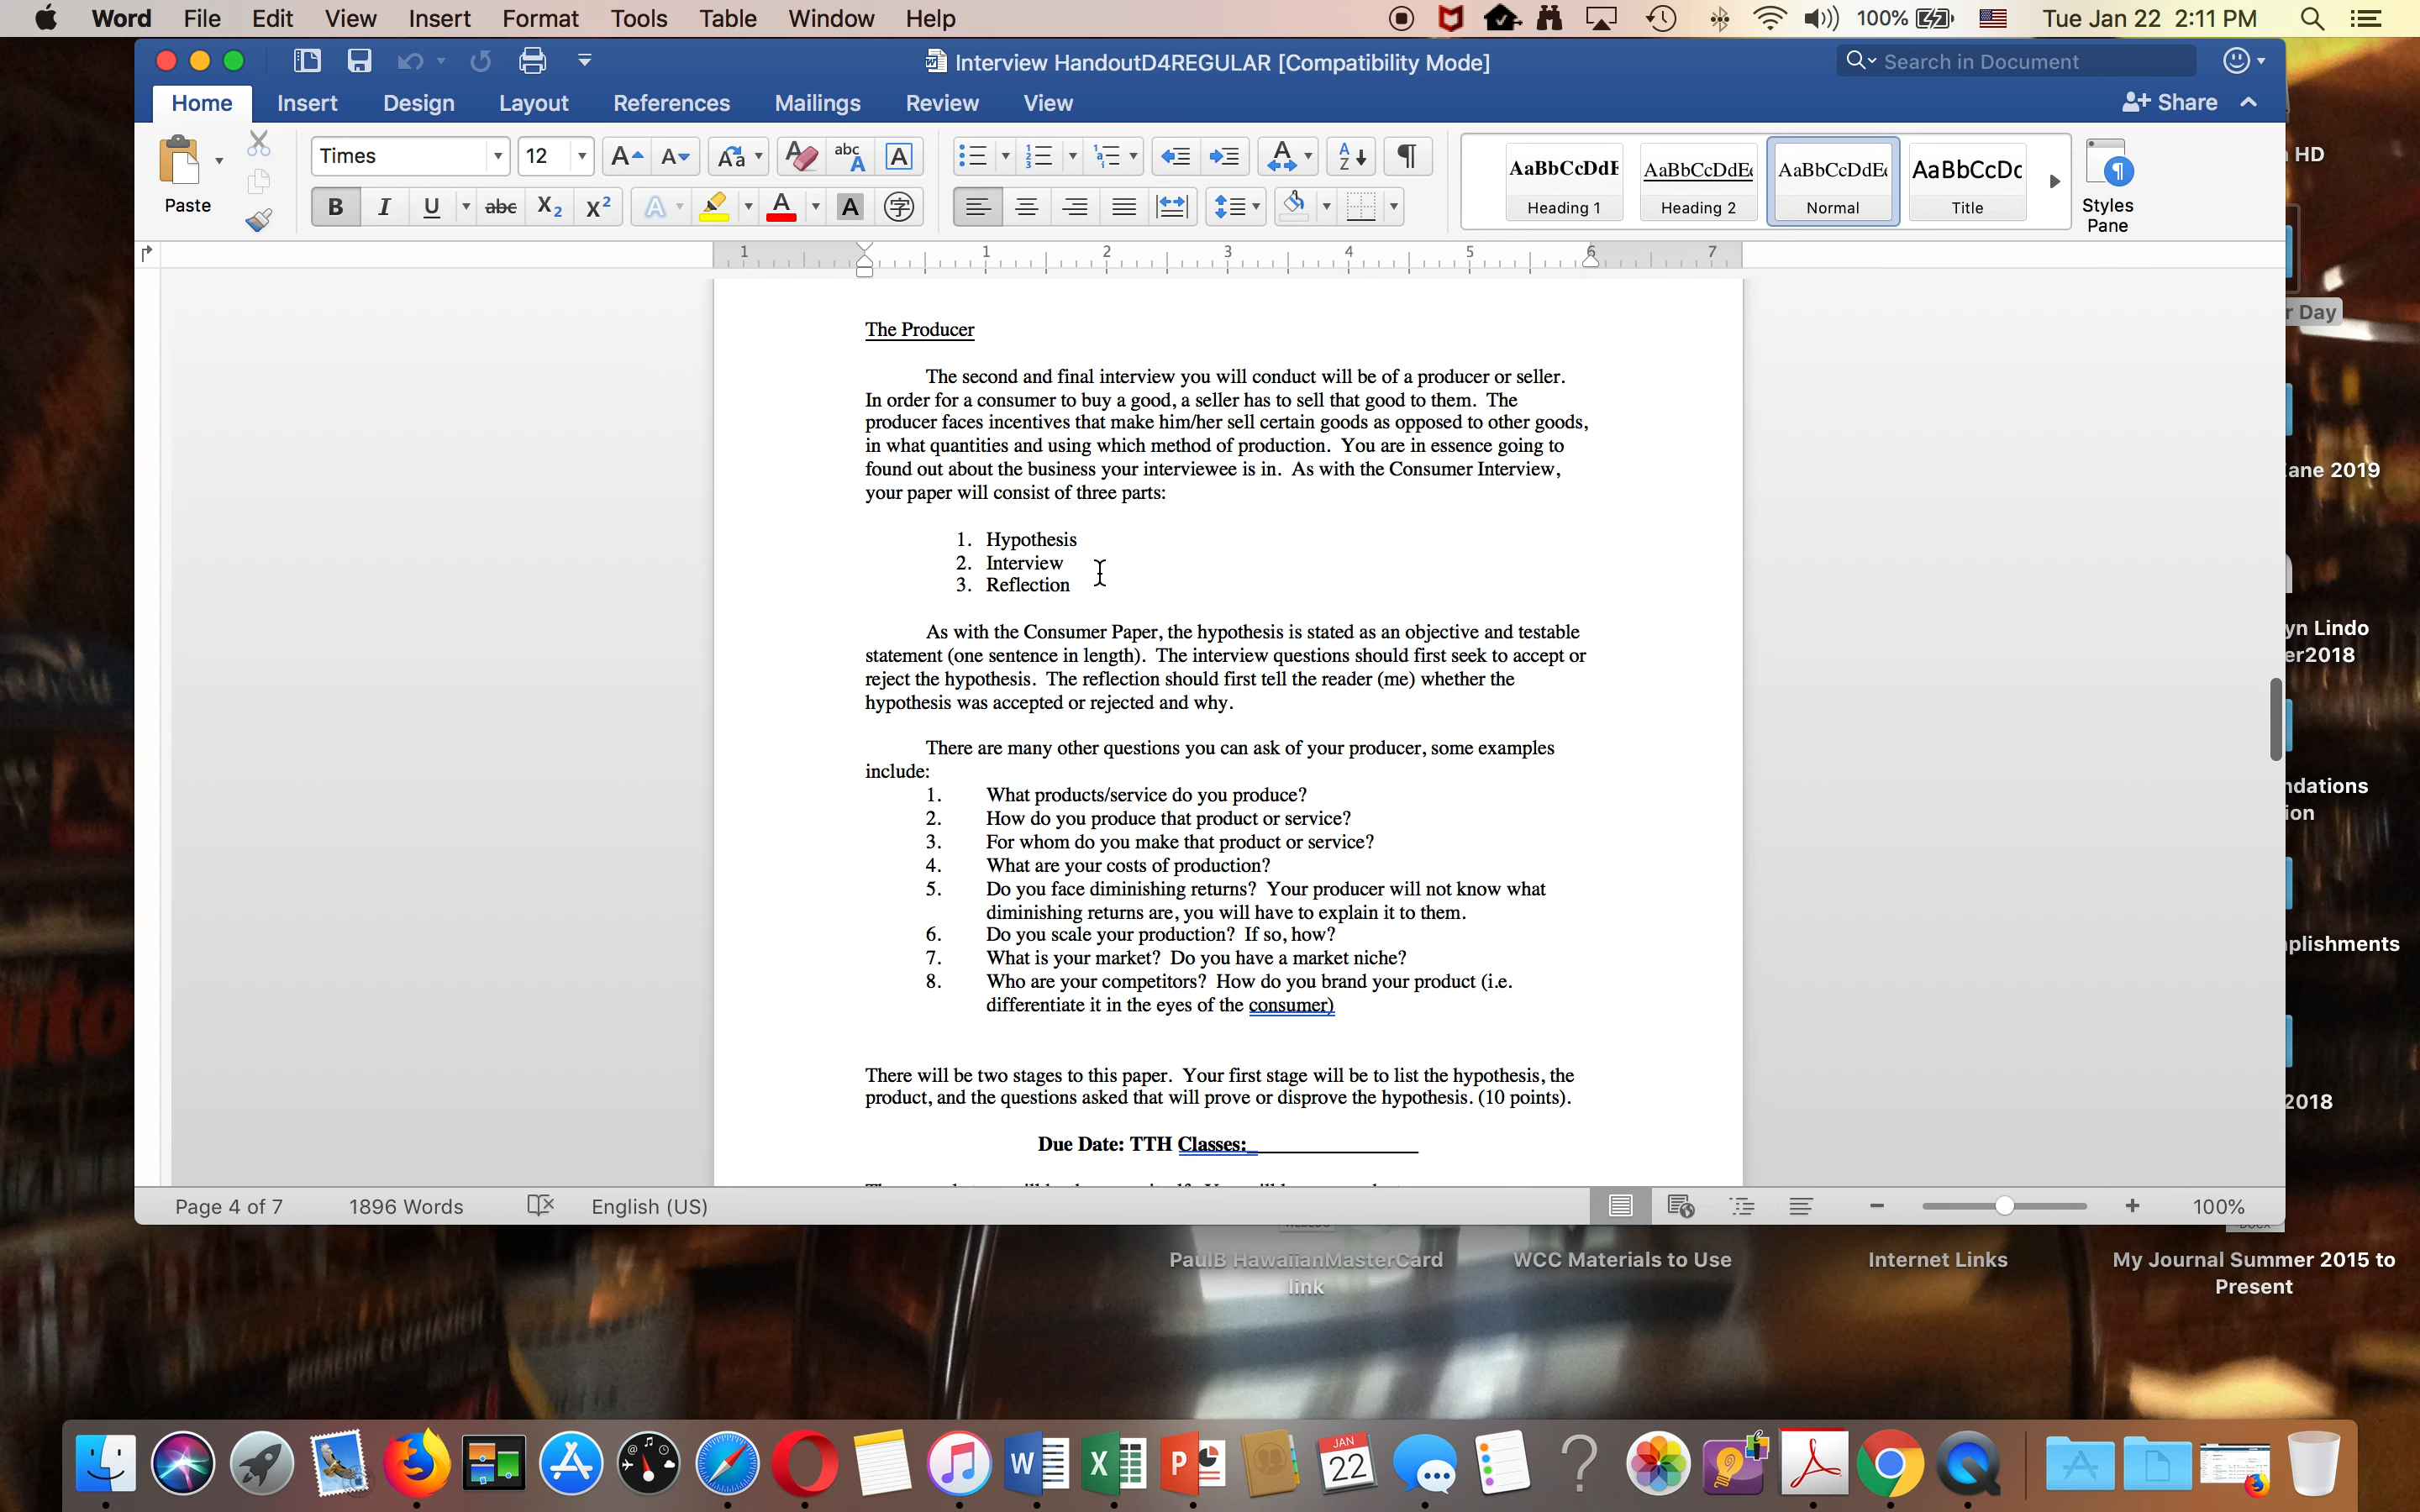 Word File Edit View Insert Format Tools Table Window Help 100% Tue Jan 22 2:11 PM
Interview HandoutD4REGULAR [Compatibility Mode] Search in Document
Home Insert Design Layout References Mailings Review View Share
Paste Times 12 AaBbCcDdE AaBbCcDdEe AaBbCcDdEe AaBbCcDc
Heading 1 Heading 2 Normal Title Styles Pane
1 1 2 3 4 5 6 7
The Producer
The second and final interview you will conduct will be of a producer or seller.
In order for a consumer to buy a good, a seller has to sell that good to them. The
producer faces incentives that make him/her sell certain goods as opposed to other goods,
in what quantities and using which method of production. You are in essence going to
found out about the business your interviewee is in. As with the Consumer Interview,
your paper will consist of three parts:
1. Hypothesis
2. Interview
3. Reflection
As with the Consumer Paper, the hypothesis is stated as an objective and testable
statement (one sentence in length). The interview questions should first seek to accept or
reject the hypothesis. The reflection should first tell the reader (me) whether the
hypothesis was accepted or rejected and why.
There are many other questions you can ask of your producer, some examples
include:
1. What products/service do you produce?
2. How do you produce that product or service?
3. For whom do you make that product or service?
4. What are your costs of production?
5. Do you face diminishing returns? Your producer will not know what
diminishing returns are, you will have to explain it to them.
6. Do you scale your production? If so, how?
7. What is your market? Do you have a market niche?
8. Who are your competitors? How do you brand your product (i.e.
differentiate it in the eyes of the consumer)
There will be two stages to this paper. Your first stage will be to list the hypothesis, the
product, and the questions asked that will prove or disprove the hypothesis. (10 points).
Due Date: TTH Classes:
Page 4 of 7 1896 Words English (US) 100%
HD
r Day
ane 2019
yn Lindo
er2018
ndations
ion
plishments
2018
PaulB HawaiianMasterCard
link
WCC Materials to Use
Internet Links
My Journal Summer 2015 to
Present
JAN
22